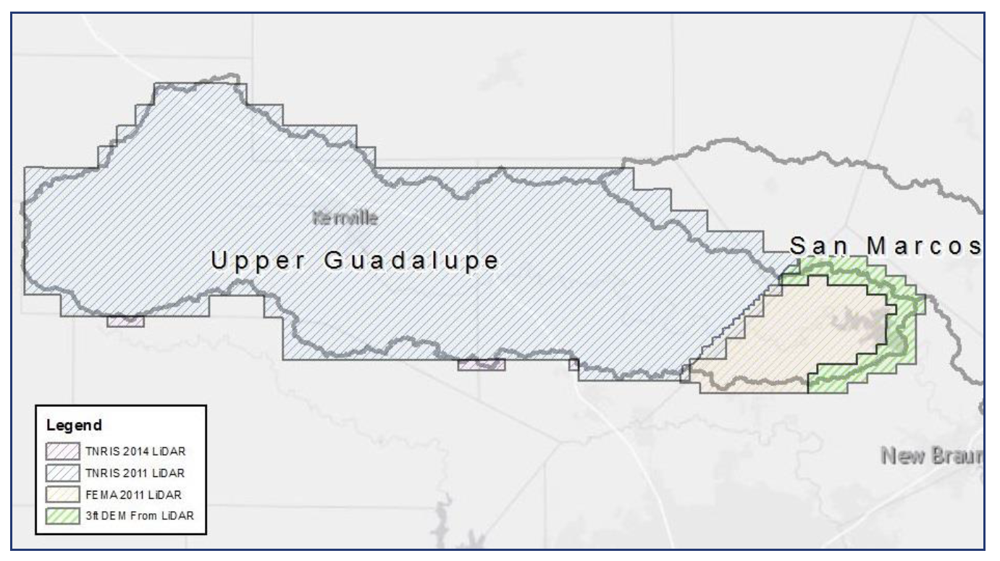 Kerrville
San Marcos
Upper Guadalupe
New Braun
Legend
TNRIS 2014 LiDAR
TNRIS 2011 LiDAR
FEMA 2011 LiDAR
3ft DEM From LiDAR